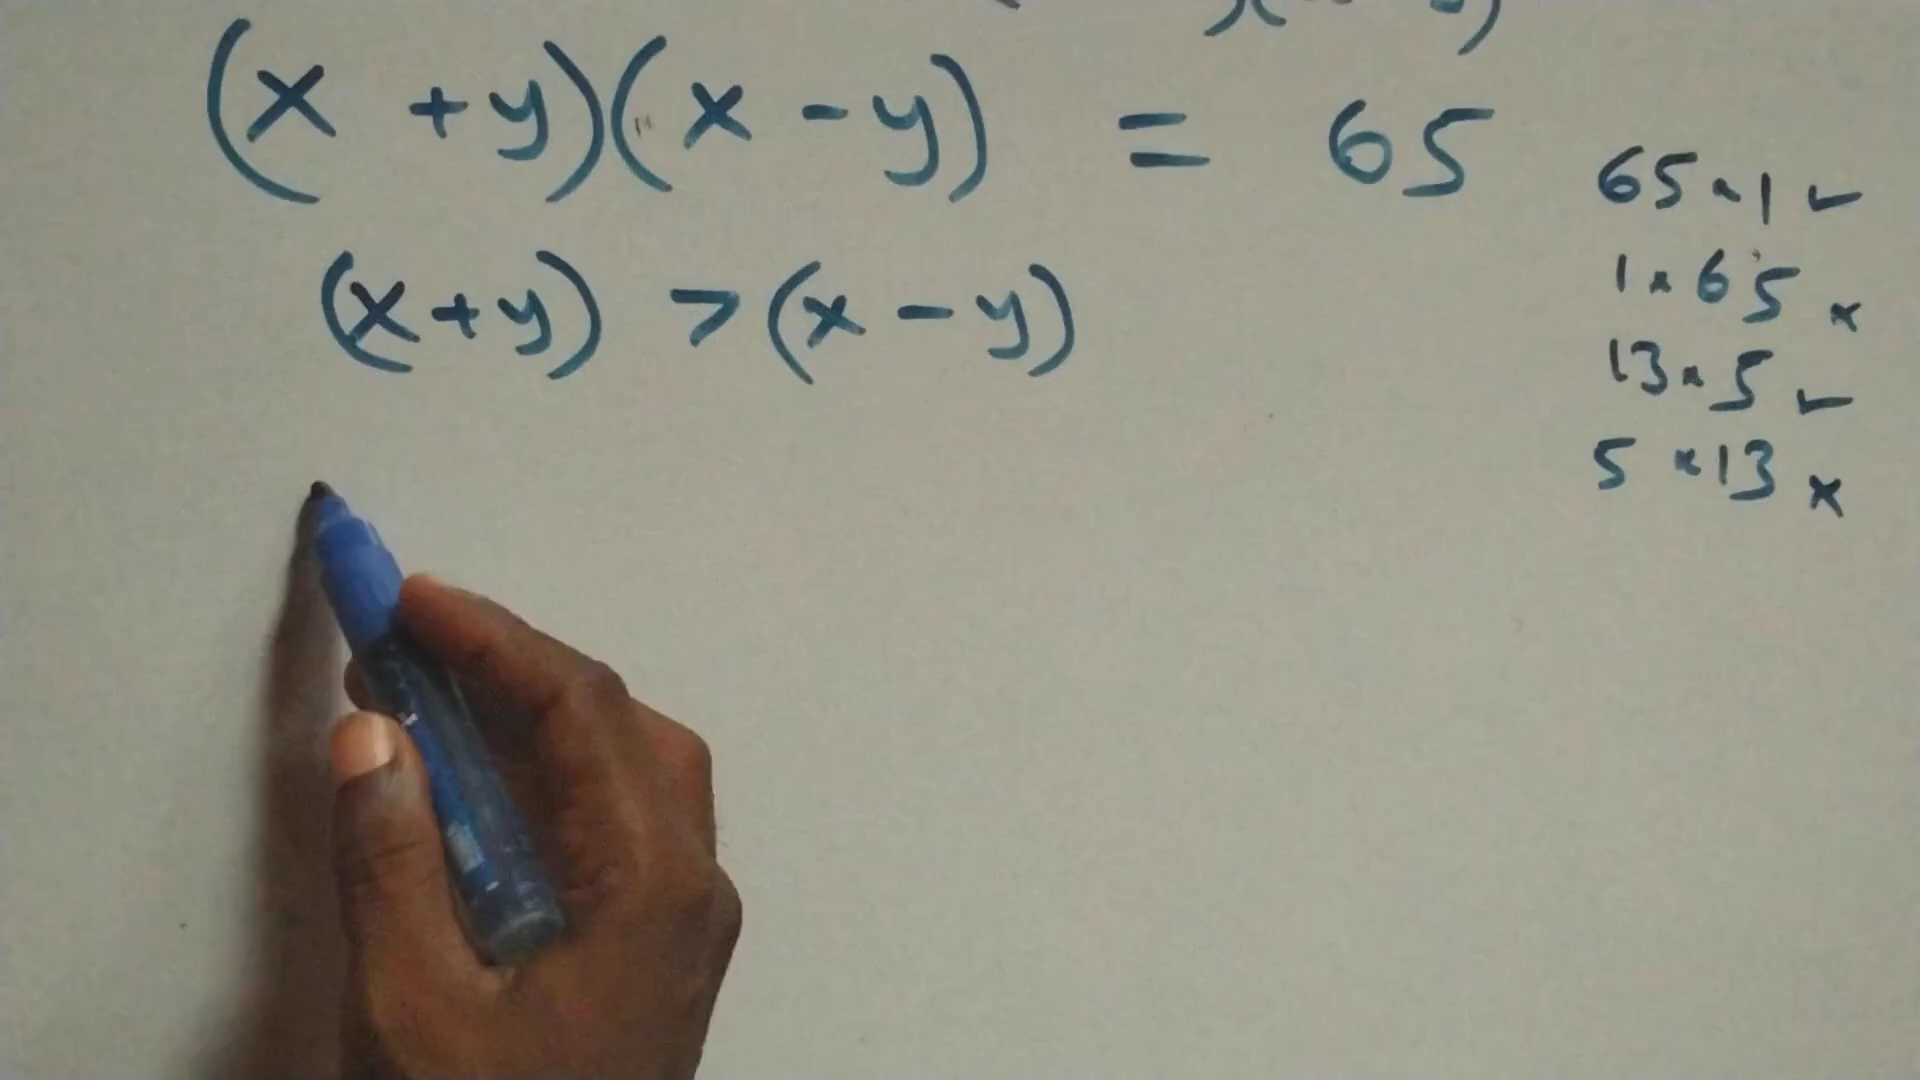 (x + y)(x - y) = 65
(x + y) > (x - y)
65 × 1 ✓
1 × 65 ×
13 × 5 ✓
5 × 13 ×